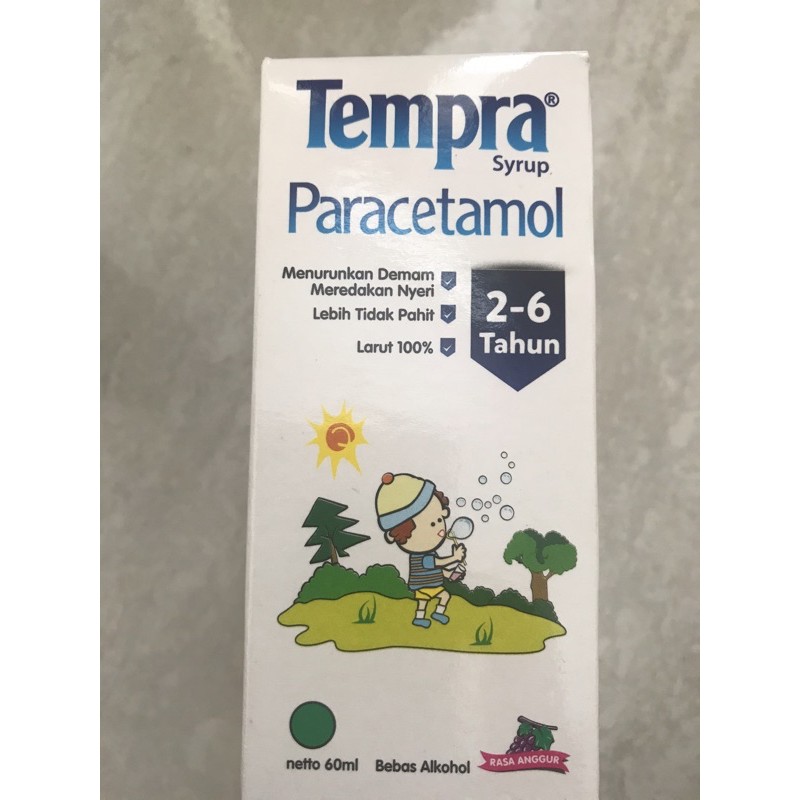 Tempra®
Syrup
Paracetamol
Menurunkan Demam
Meredakan Nyeri
Lebih Tidak Pahit
Larut 100%
2-6
Tahun
netto 60ml
Bebas Alkohol
RASA ANGGUR